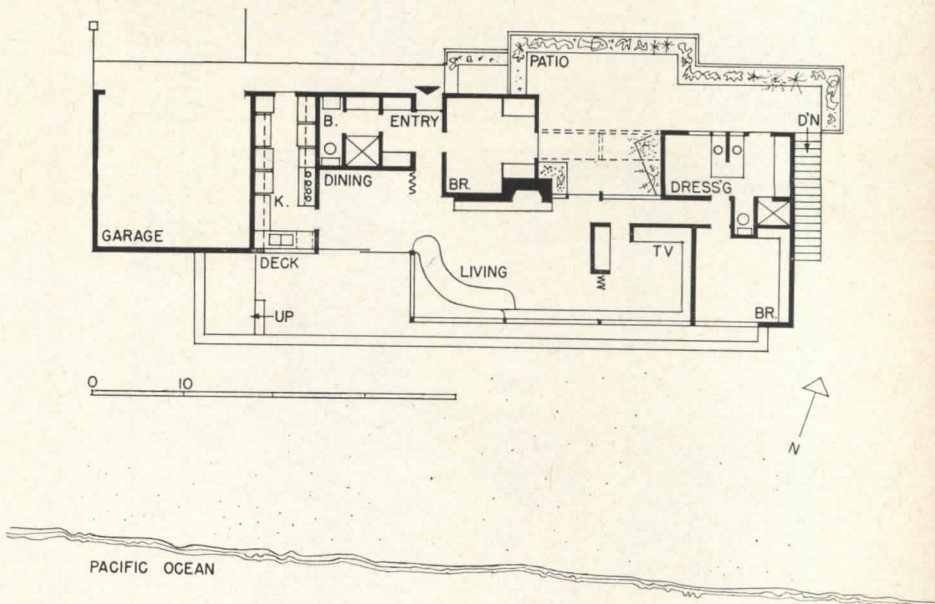 PATIO
D'N
B.
ENTRY
DINING
BR.
DRESS'G
K.
GARAGE
DECK
LIVING
TV
BR.
UP
0 10
N
PACIFIC OCEAN